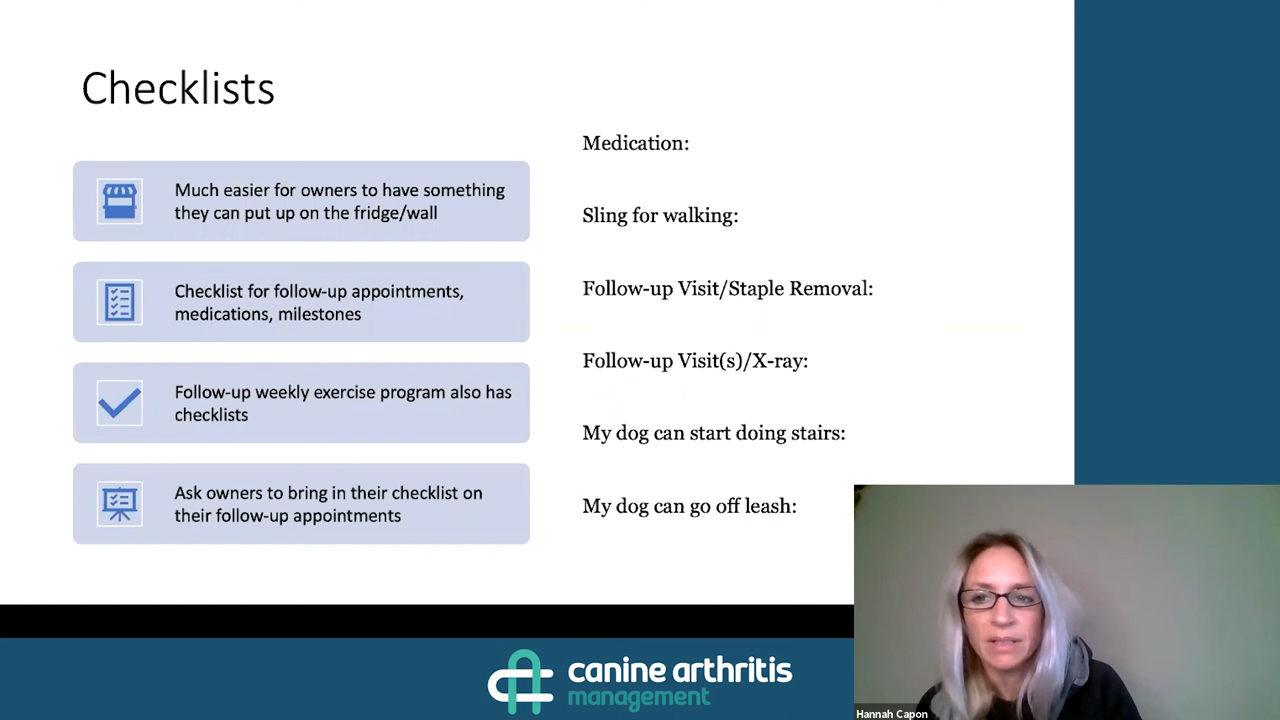 Checklists
Much easier for owners to have something
they can put up on the fridge/wall
Checklist for follow-up appointments,
medications, milestones
Follow-up weekly exercise program also has
checklists
Ask owners to bring in their checklist on
their follow-up appointments
Medication:
Sling for walking:
Follow-up Visit/Staple Removal:
Follow-up Visit(s)/X-ray:
My dog can start doing stairs:
My dog can go off leash:
canine arthritis
management
Hannah Capon